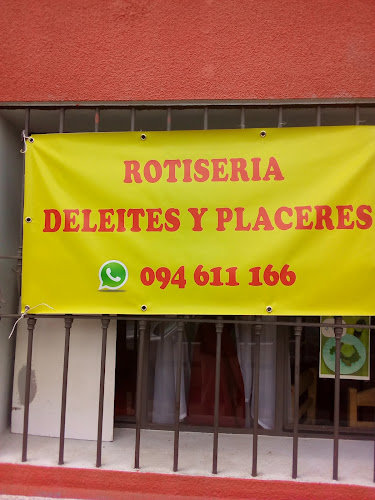 ROTISERIA
DELEITES Y PLACERES
094 611 166